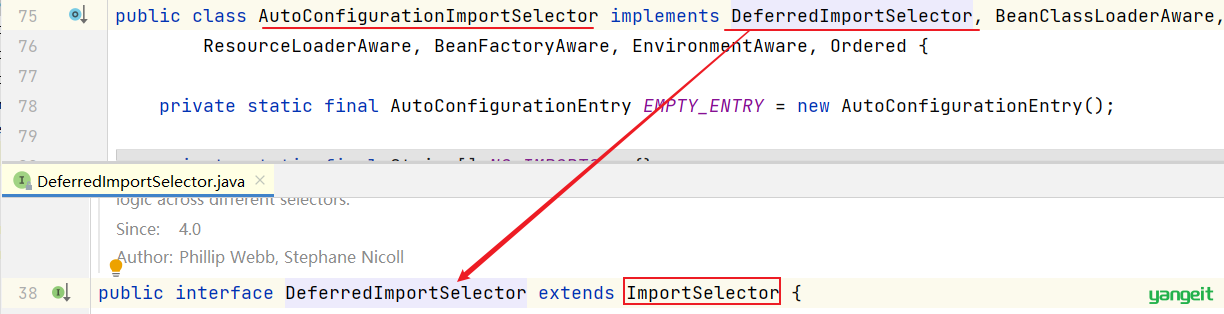 75 public class AutoConfigurationImportSelector implements DeferredImportSelector, BeanClassLoaderAware,
76 ResourceLoaderAware, BeanFactoryAware, EnvironmentAware, Ordered {
77
78 private static final AutoConfigurationEntry EMPTY_ENTRY = new AutoConfigurationEntry();
79
DeferredImportSelector.java
logic across different selectors.
Since: 4.0
Author: Phillip Webb, Stephane Nicoll
38 public interface DeferredImportSelector extends ImportSelector {
yangeit